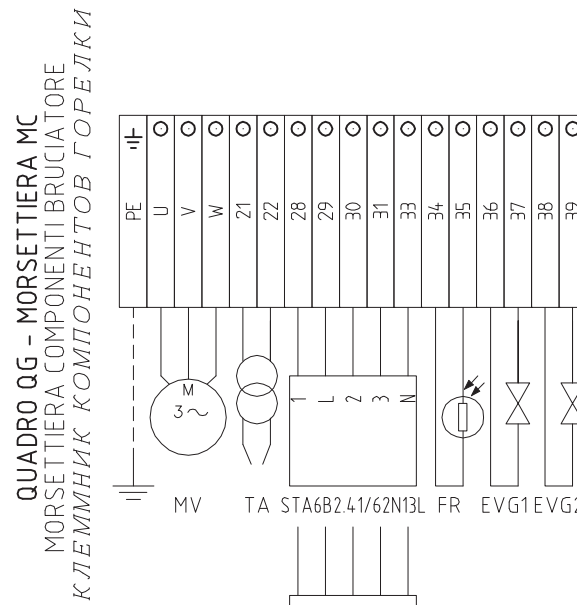 QUADRO QG - MORSETTIERA MC
MORSETTIERA COMPONENTI BRUCIATORE
КЛЕММНИК КОМПОНЕНТОВ ГОРЕЛКИ
PE U V W 21 22 28 29 30 31 33 34 35 36 37 38 39
M
3~
1 L 2 3 N
MV TA STA6B2.41/62N13L FR EVG1 EVG2